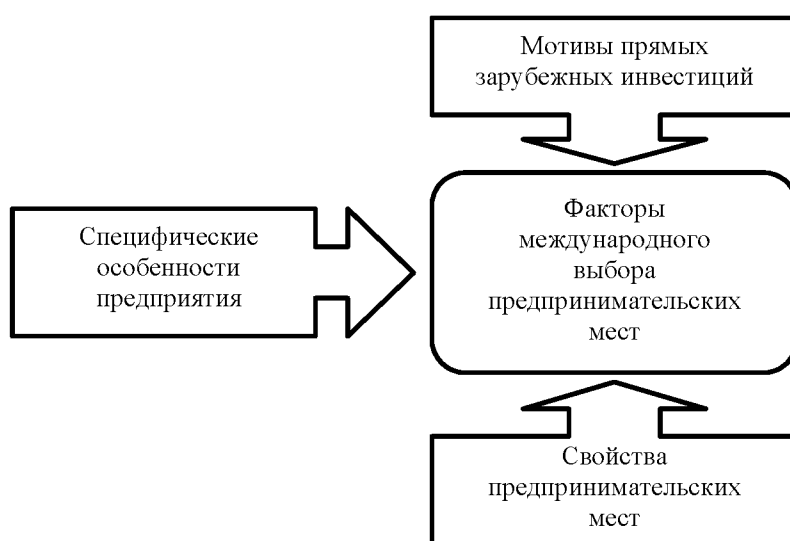 Мотивы прямых
зарубежных инвестиций
Специфические
особенности
предприятия
Факторы
международного
выбора
предпринимательских
мест
Свойства
предпринимательских
мест